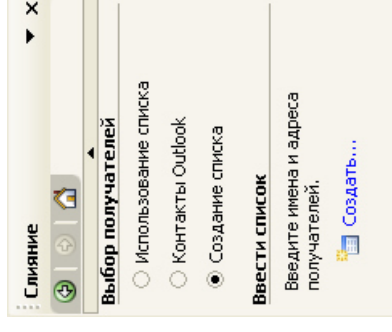 Слияние
Выбор получателей
Использование списка
Контакты Outlook
Создание списка
Ввести список
Введите имена и адреса
получателей.
Создать...